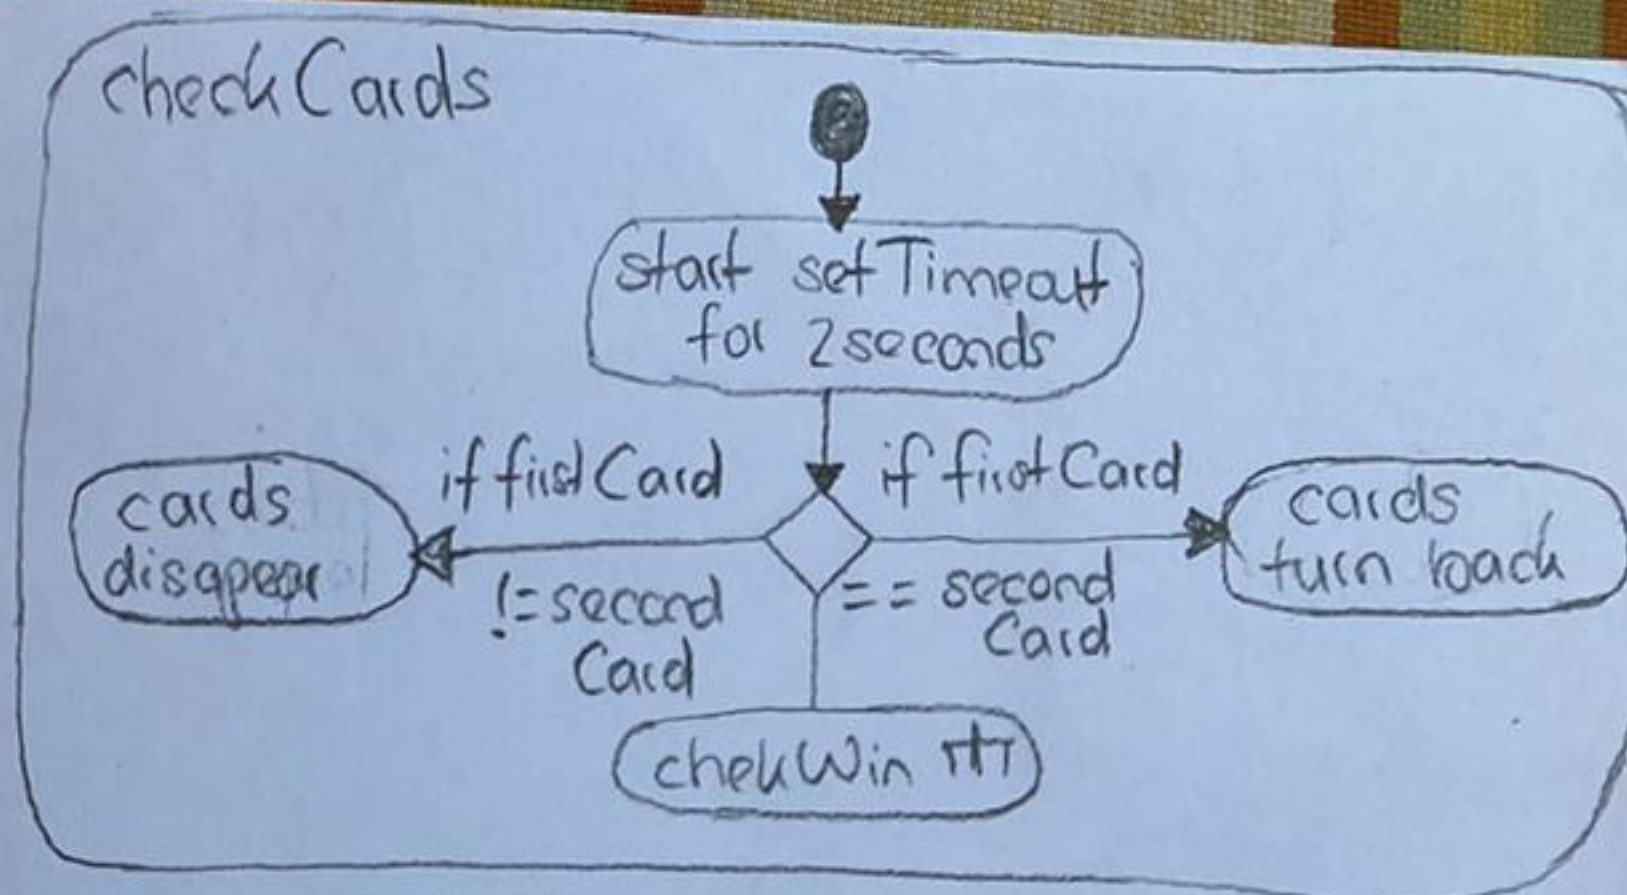 checkCards
start setTimeout
for 2seconds
if firstCard
!=second
Card
if firstCard
== second
Card
cards
disapear
cards
turn back
chekWin